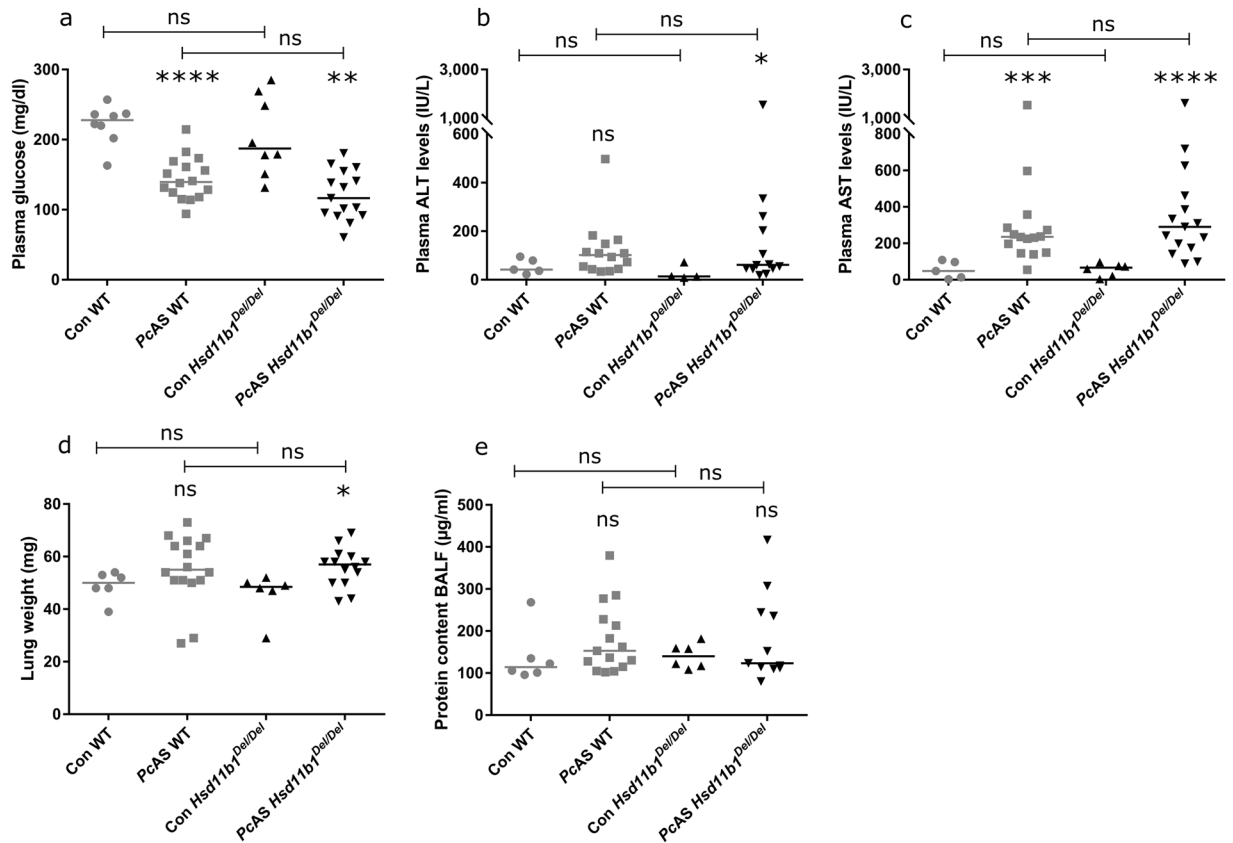 a
ns
ns
****
**
Plasma glucose (mg/dl)
300
200
100
0
Con WT
PcAS WT
Con Hsd11b1Del/Del
PcAS Hsd11b1Del/Del
b
ns
ns
*
ns
Plasma ALT levels (IU/L)
3,000
1,000
600
400
200
0
Con WT
PcAS WT
Con Hsd11b1Del/Del
PcAS Hsd11b1Del/Del
c
ns
ns
***
****
Plasma AST levels (IU/L)
3,000
1,000
800
600
400
200
0
Con WT
PcAS WT
Con Hsd11b1Del/Del
PcAS Hsd11b1Del/Del
d
ns
ns
ns
*
Lung weight (mg)
80
60
40
20
0
Con WT
PcAS WT
Con Hsd11b1Del/Del
PcAS Hsd11b1Del/Del
e
ns
ns
ns
ns
Protein content BALF (µg/ml)
500
400
300
200
100
0
Con WT
PcAS WT
Con Hsd11b1Del/Del
PcAS Hsd11b1Del/Del